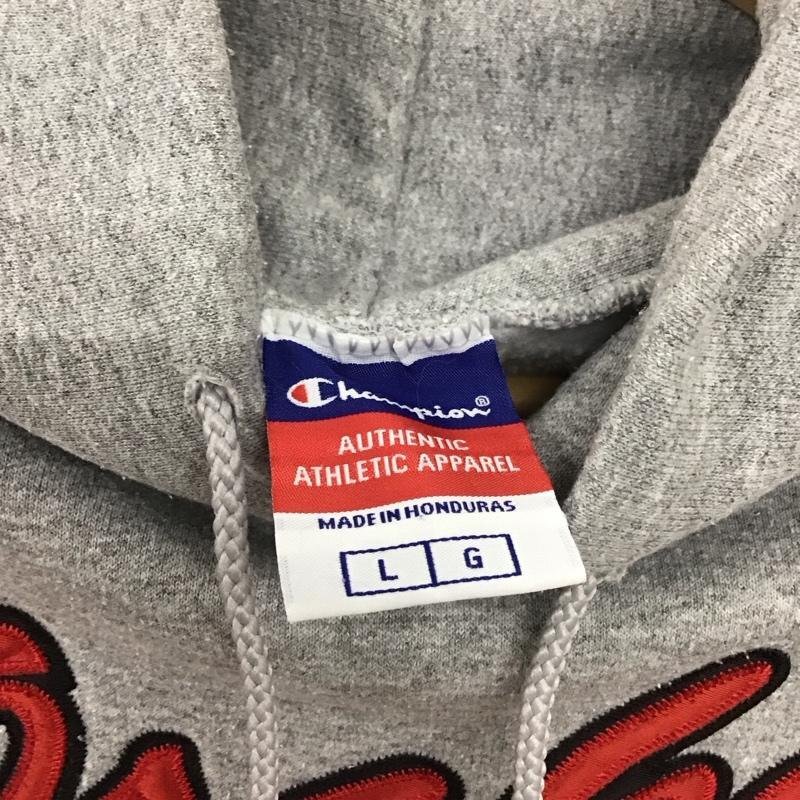 Champion®
AUTHENTIC
ATHLETIC APPAREL
MADE IN HONDURAS
L G